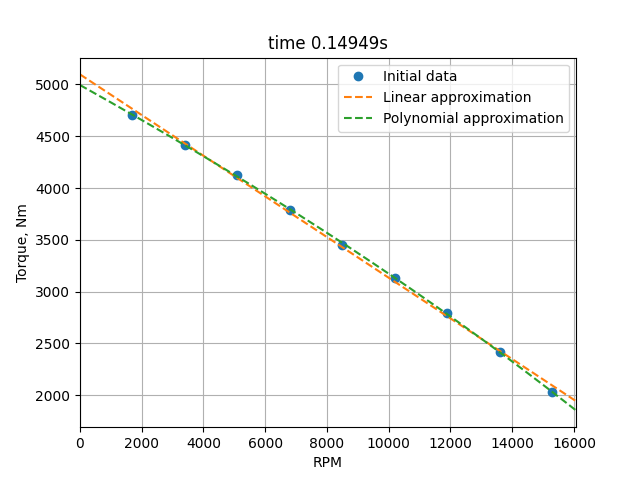 time 0.14949s
Initial data
Linear approximation
Polynomial approximation
Torque, Nm
5000
4500
4000
3500
3000
2500
2000
0 2000 4000 6000 8000 10000 12000 14000 16000
RPM